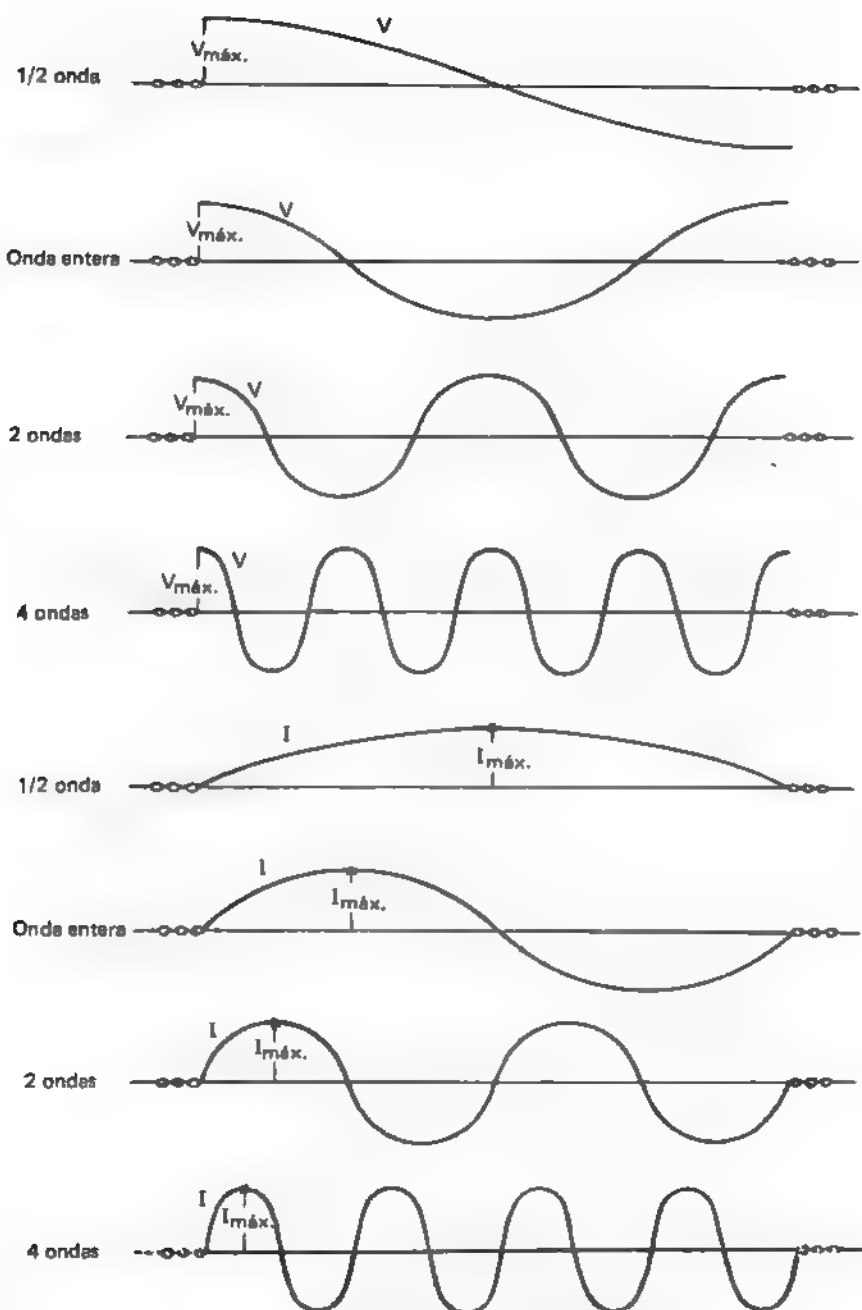 V
Vmáx.
1/2 onda
V
Vmáx.
Onda entera
V
Vmáx.
2 ondas
V
Vmáx.
4 ondas
I
Imáx.
1/2 onda
I
Imáx.
Onda entera
I
Imáx.
2 ondas
I
Imáx.
4 ondas